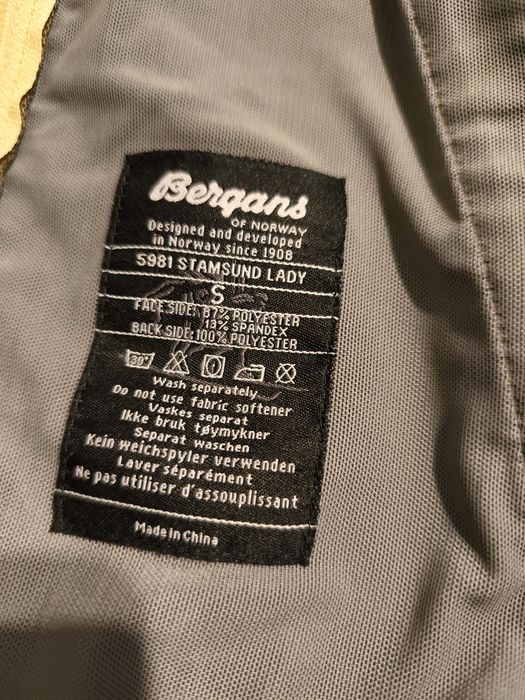 Bergans
OF NORWAY
Designed and developed
in Norway since 1908
5981 STAMSUND LADY
S
FACE SIDE: 87% POLYESTER
13% SPANDEX
BACK SIDE: 100% POLYESTER
30°
Wash separately
Do not use fabric softener
Vaskes separat
Ikke bruk tøymykner
Separat waschen
Kein weichspyler verwenden
Laver séparément
Ne pas utiliser d'assouplissant
Made in China